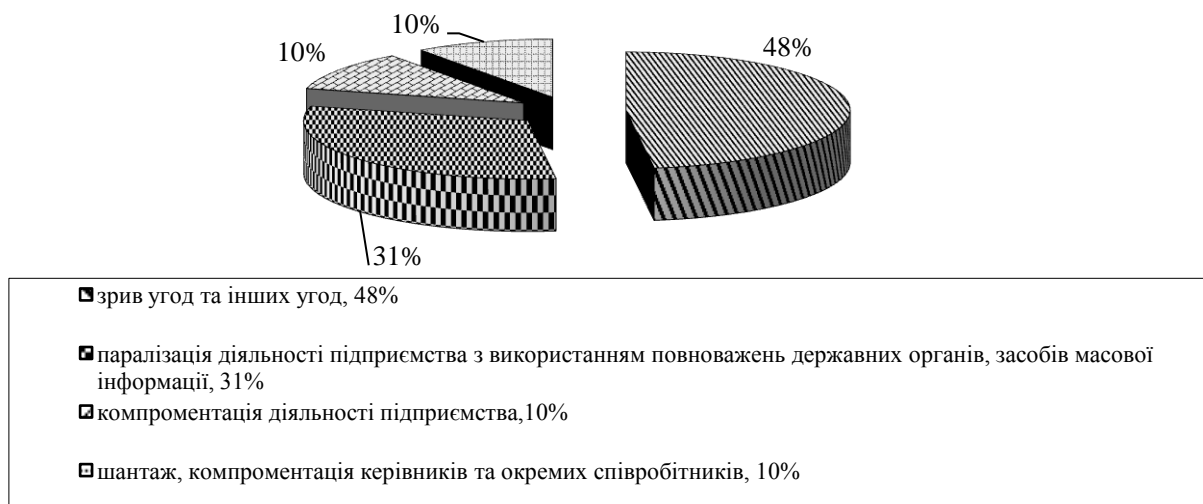 10%
48%
10%
31%
зрив угод та інших угод, 48%
паралізація діяльності підприємства з використанням повноважень державних органів, засобів масової
інформації, 31%
компроментація діяльності підприємства,10%
шантаж, компроментація керівників та окремих співробітників, 10%